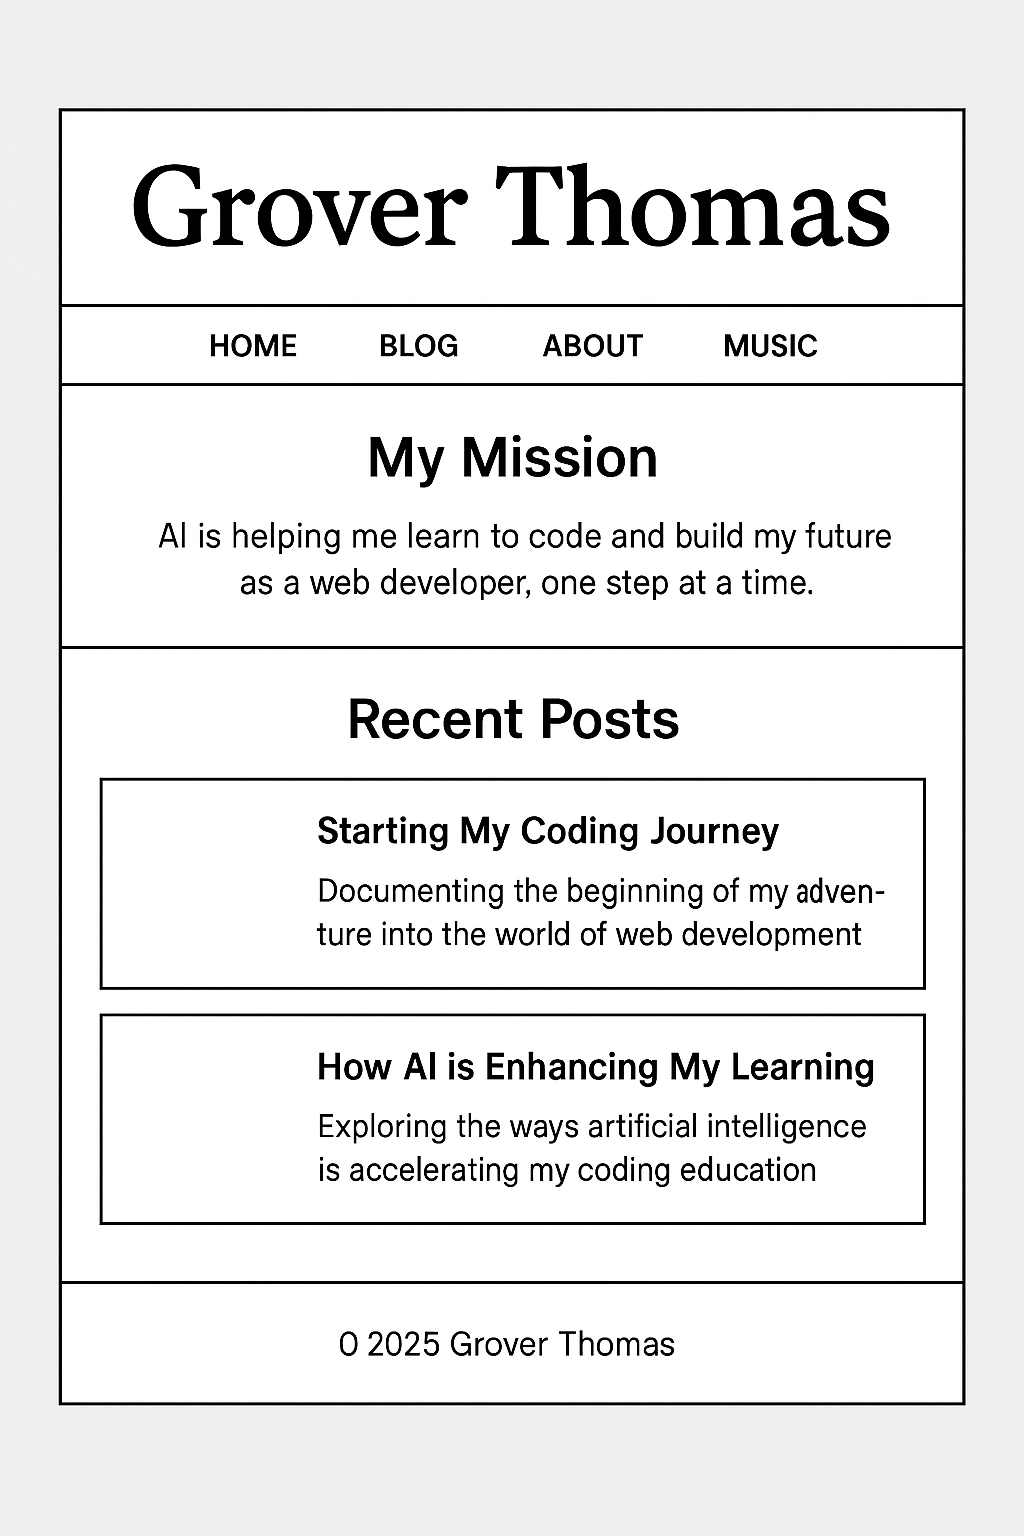 Grover Thomas
HOME BLOG ABOUT MUSIC
My Mission
AI is helping me learn to code and build my future
as a web developer, one step at a time.
Recent Posts
Starting My Coding Journey
Documenting the beginning of my adven-
ture into the world of web development
How AI is Enhancing My Learning
Exploring the ways artificial intelligence
is accelerating my coding education
O 2025 Grover Thomas